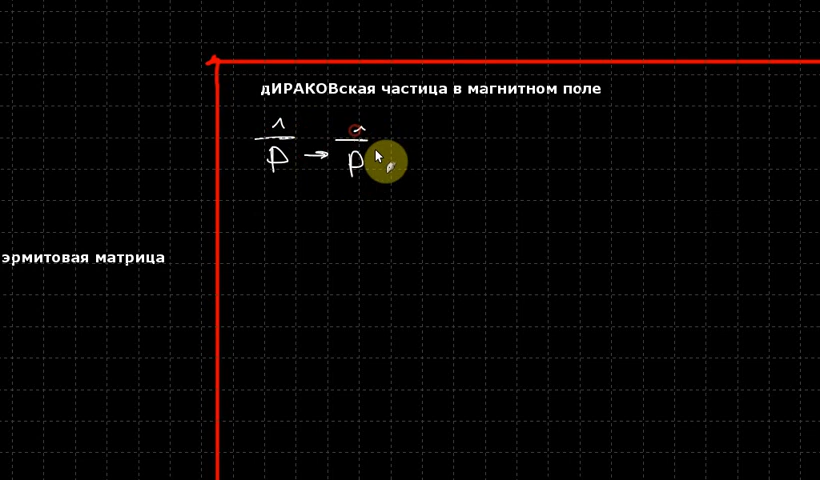 дИРАКОВская частица в магнитном поле
^ → ^
p → p
эрмитовая матрица